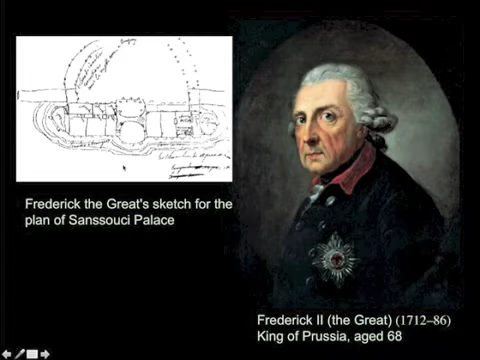 Frederick the Great's sketch for the
plan of Sanssouci Palace
Frederick II (the Great) (1712–86)
King of Prussia, aged 68